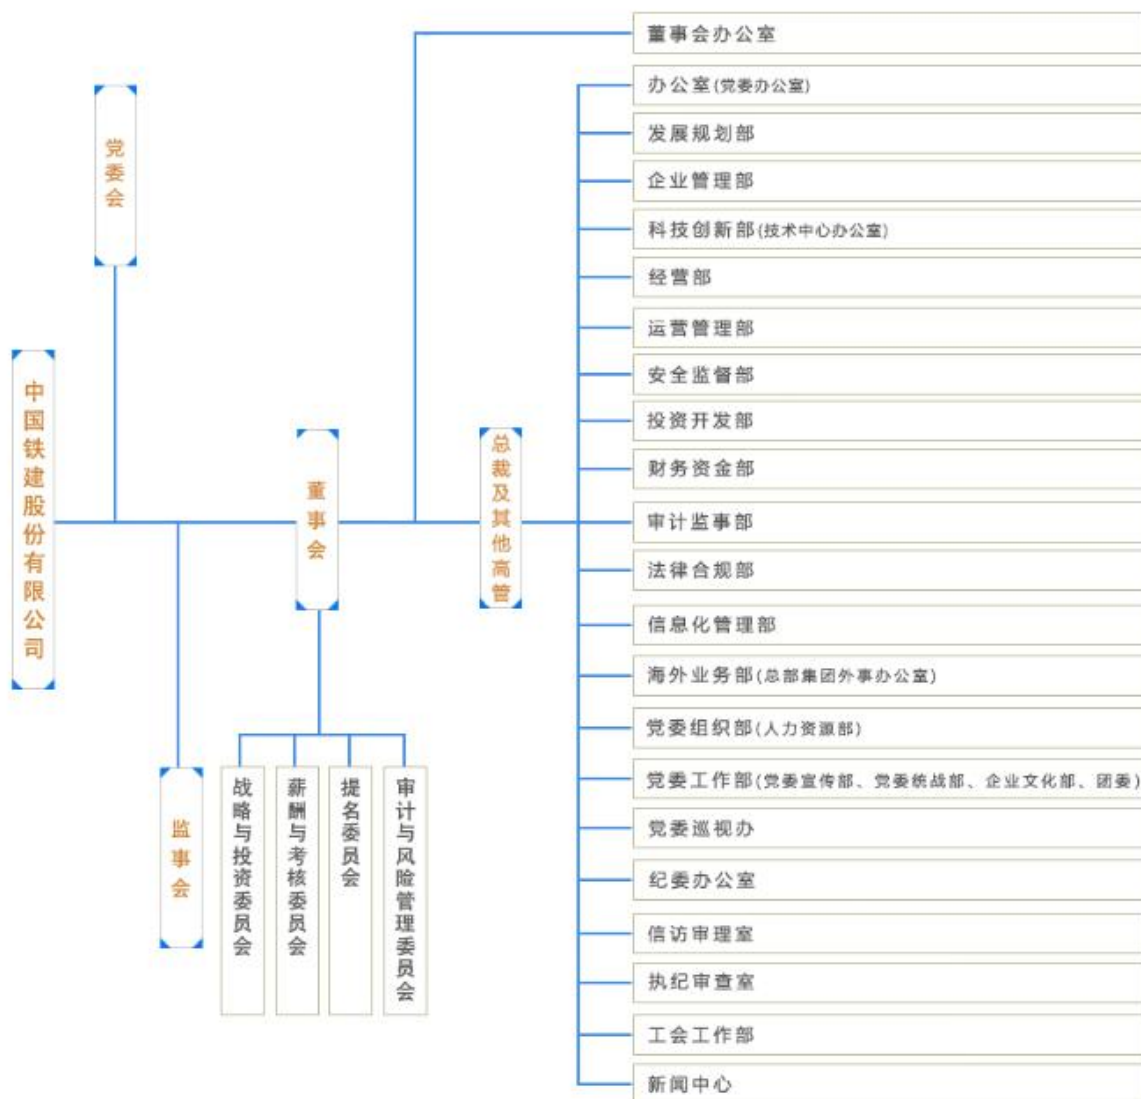 中国铁建股份有限公司
党委会
监事会
董事会
战略与投资委员会
薪酬与考核委员会
提名委员会
审计与风险管理委员会
总裁及其他高管
董事会办公室
办公室(党委办公室)
发展规划部
企业管理部
科技创新部(技术中心办公室)
经营部
运营管理部
安全监督部
投资开发部
财务资金部
审计监事部
法律合规部
信息化管理部
海外业务部(总部集团外事办公室)
党委组织部(人力资源部)
党委工作部(党委宣传部、党委统战部、企业文化部、团委)
党委巡视办
纪委办公室
信访审理室
执纪审查室
工会工作部
新闻中心